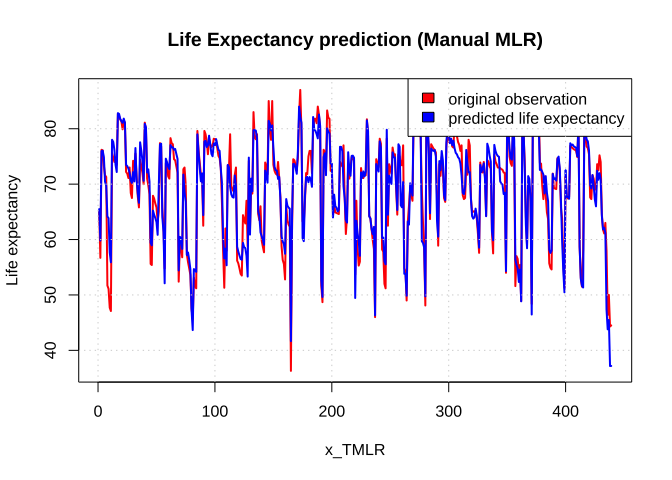 Life Expectancy prediction (Manual MLR)
original observation
predicted life expectancy
Life expectancy
80
70
60
50
40
0 100 200 300 400
x_TMLR